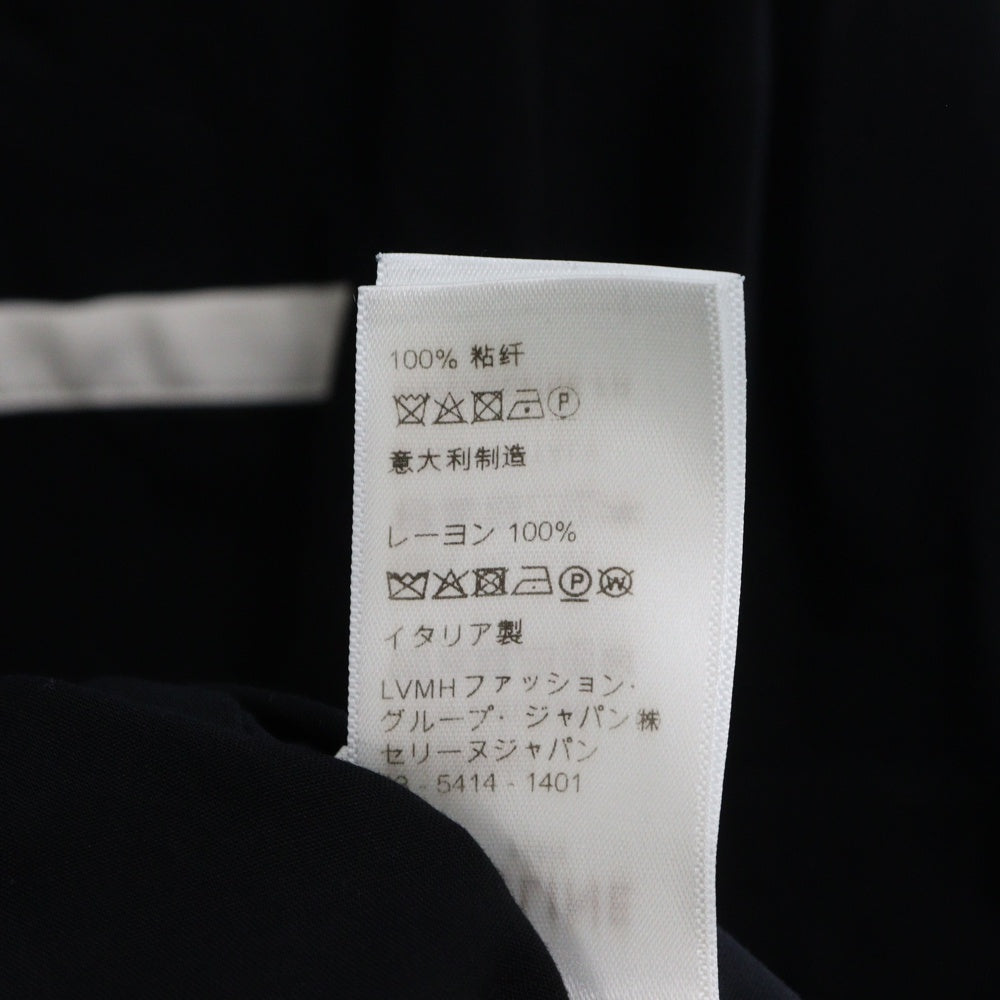 100% 粘纤
P
意大利制造
レーヨン 100%
P W
イタリア製
LVMHファッション・
グループ・ジャパン㈱
セリーヌジャパン
3 - 5414 - 1401